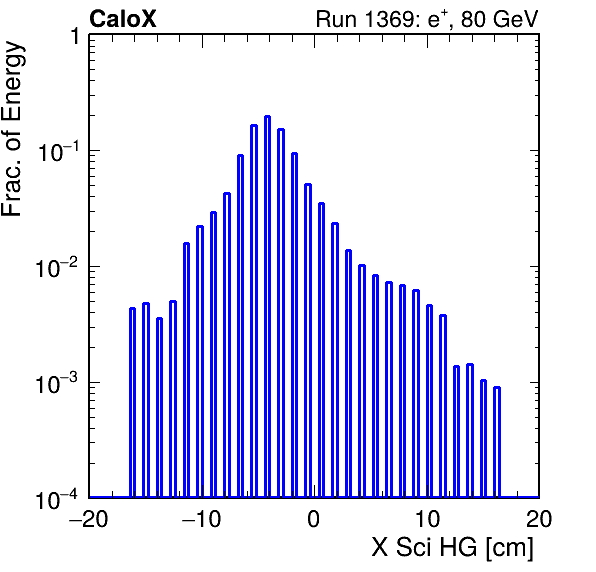 CaloX Run 1369: e⁺, 80 GeV
Frac. of Energy
1
10⁻¹
10⁻²
10⁻³
10⁻⁴
−20 −10 0 10 20
X Sci HG [cm]